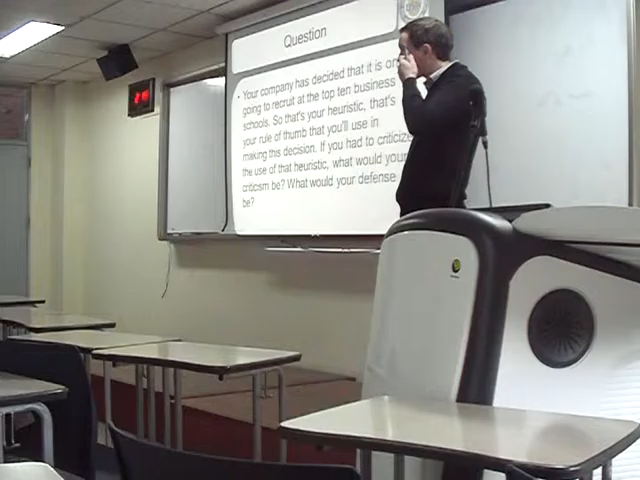 Question
• Your company has decided that it is on
going to recruit at the top ten business
schools. So that's your heuristic, that's
your rule of thumb that you'll use in
making this decision. If you had to criticize
the use of that heuristic, what would your
criticism be? What would your defense
be?